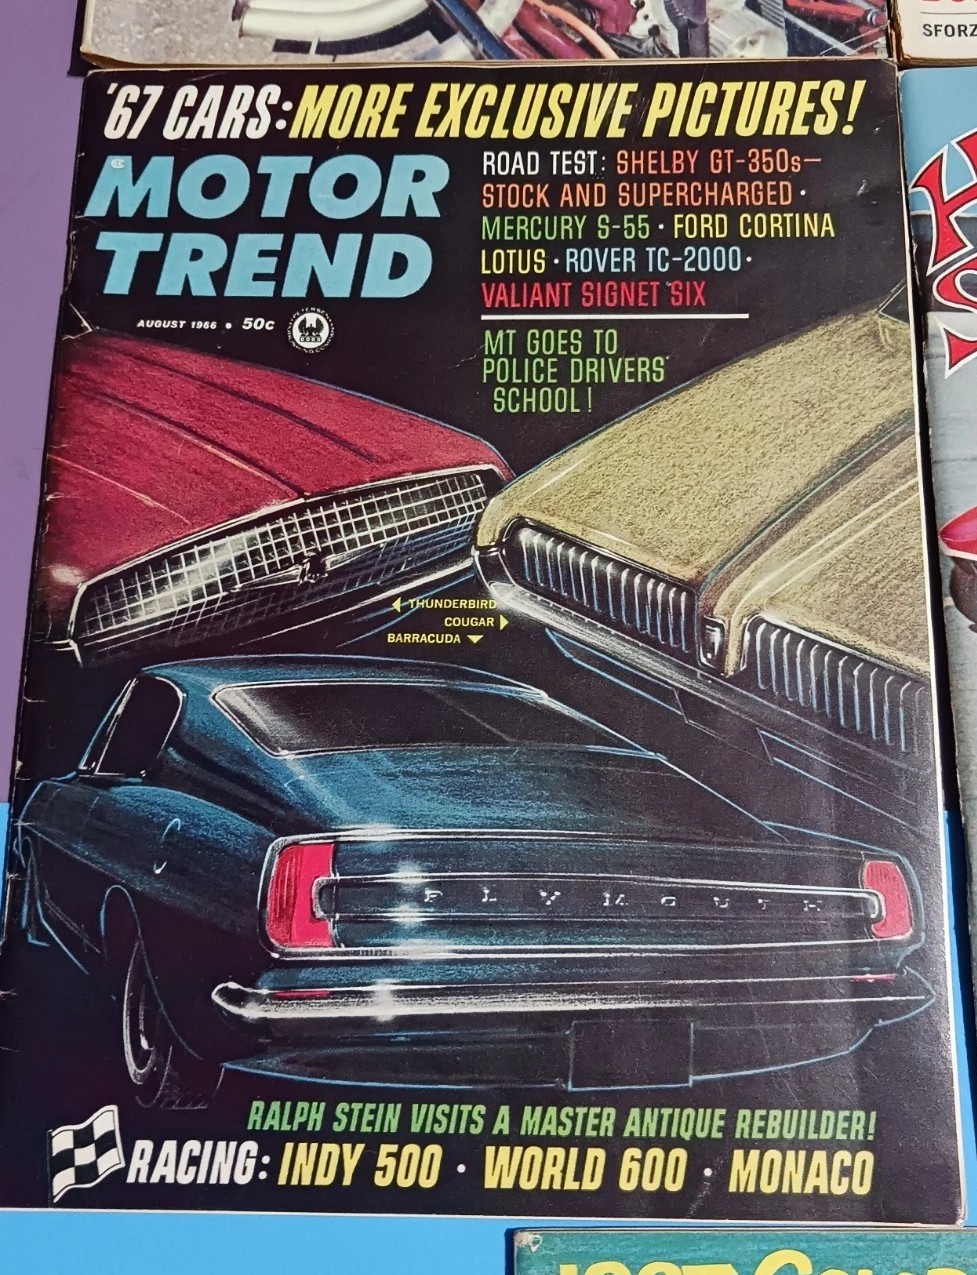 SFORZ
'67 CARS: MORE EXCLUSIVE PICTURES!
MOTOR
TREND
AUGUST 1966 • 50c
ROAD TEST: SHELBY GT-350s—
STOCK AND SUPERCHARGED •
MERCURY S-55 • FORD CORTINA
LOTUS • ROVER TC-2000 •
VALIANT SIGNET SIX
MT GOES TO
POLICE DRIVERS
SCHOOL!
THUNDERBIRD
COUGAR
BARRACUDA
PLYMOUTH
RALPH STEIN VISITS A MASTER ANTIQUE REBUILDER!
RACING: INDY 500 • WORLD 600 • MONACO